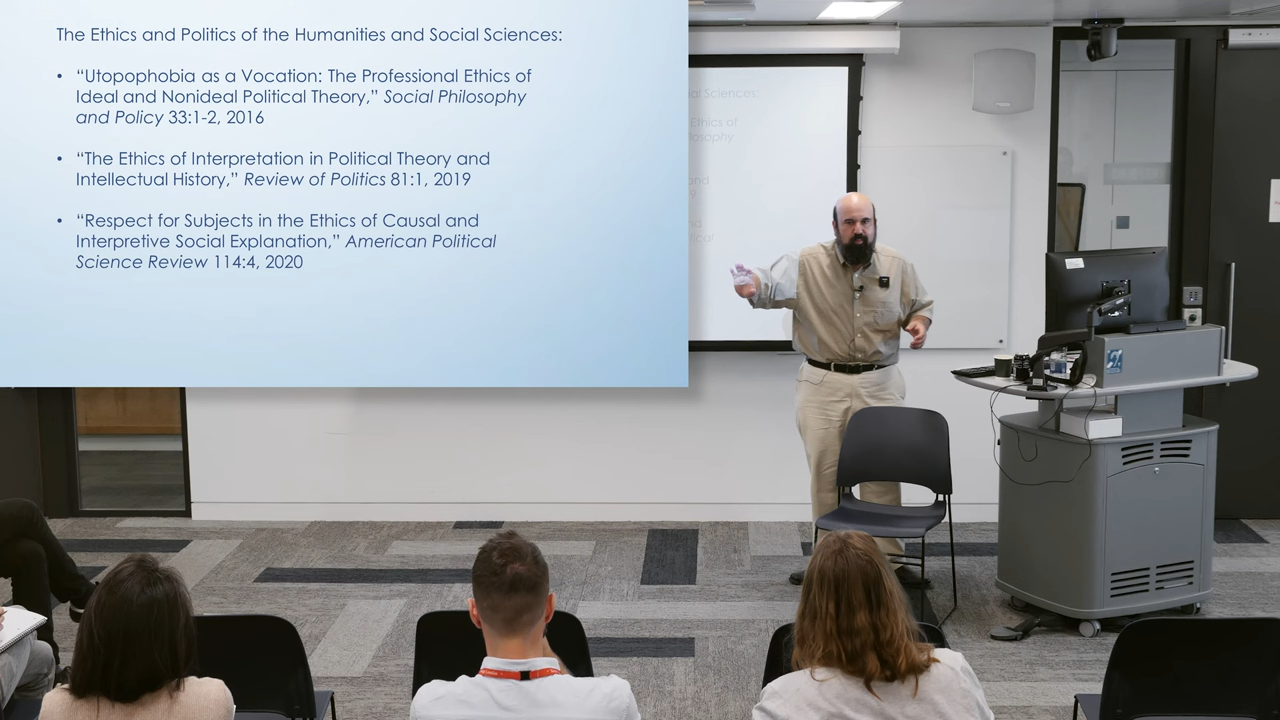 The Ethics and Politics of the Humanities and Social Sciences:
• “Utopophobia as a Vocation: The Professional Ethics of
Ideal and Nonideal Political Theory,” Social Philosophy
and Policy 33:1-2, 2016
• “The Ethics of Interpretation in Political Theory and
Intellectual History,” Review of Politics 81:1, 2019
• “Respect for Subjects in the Ethics of Causal and
Interpretive Social Explanation,” American Political
Science Review 114:4, 2020
Sciences:
Ethics of